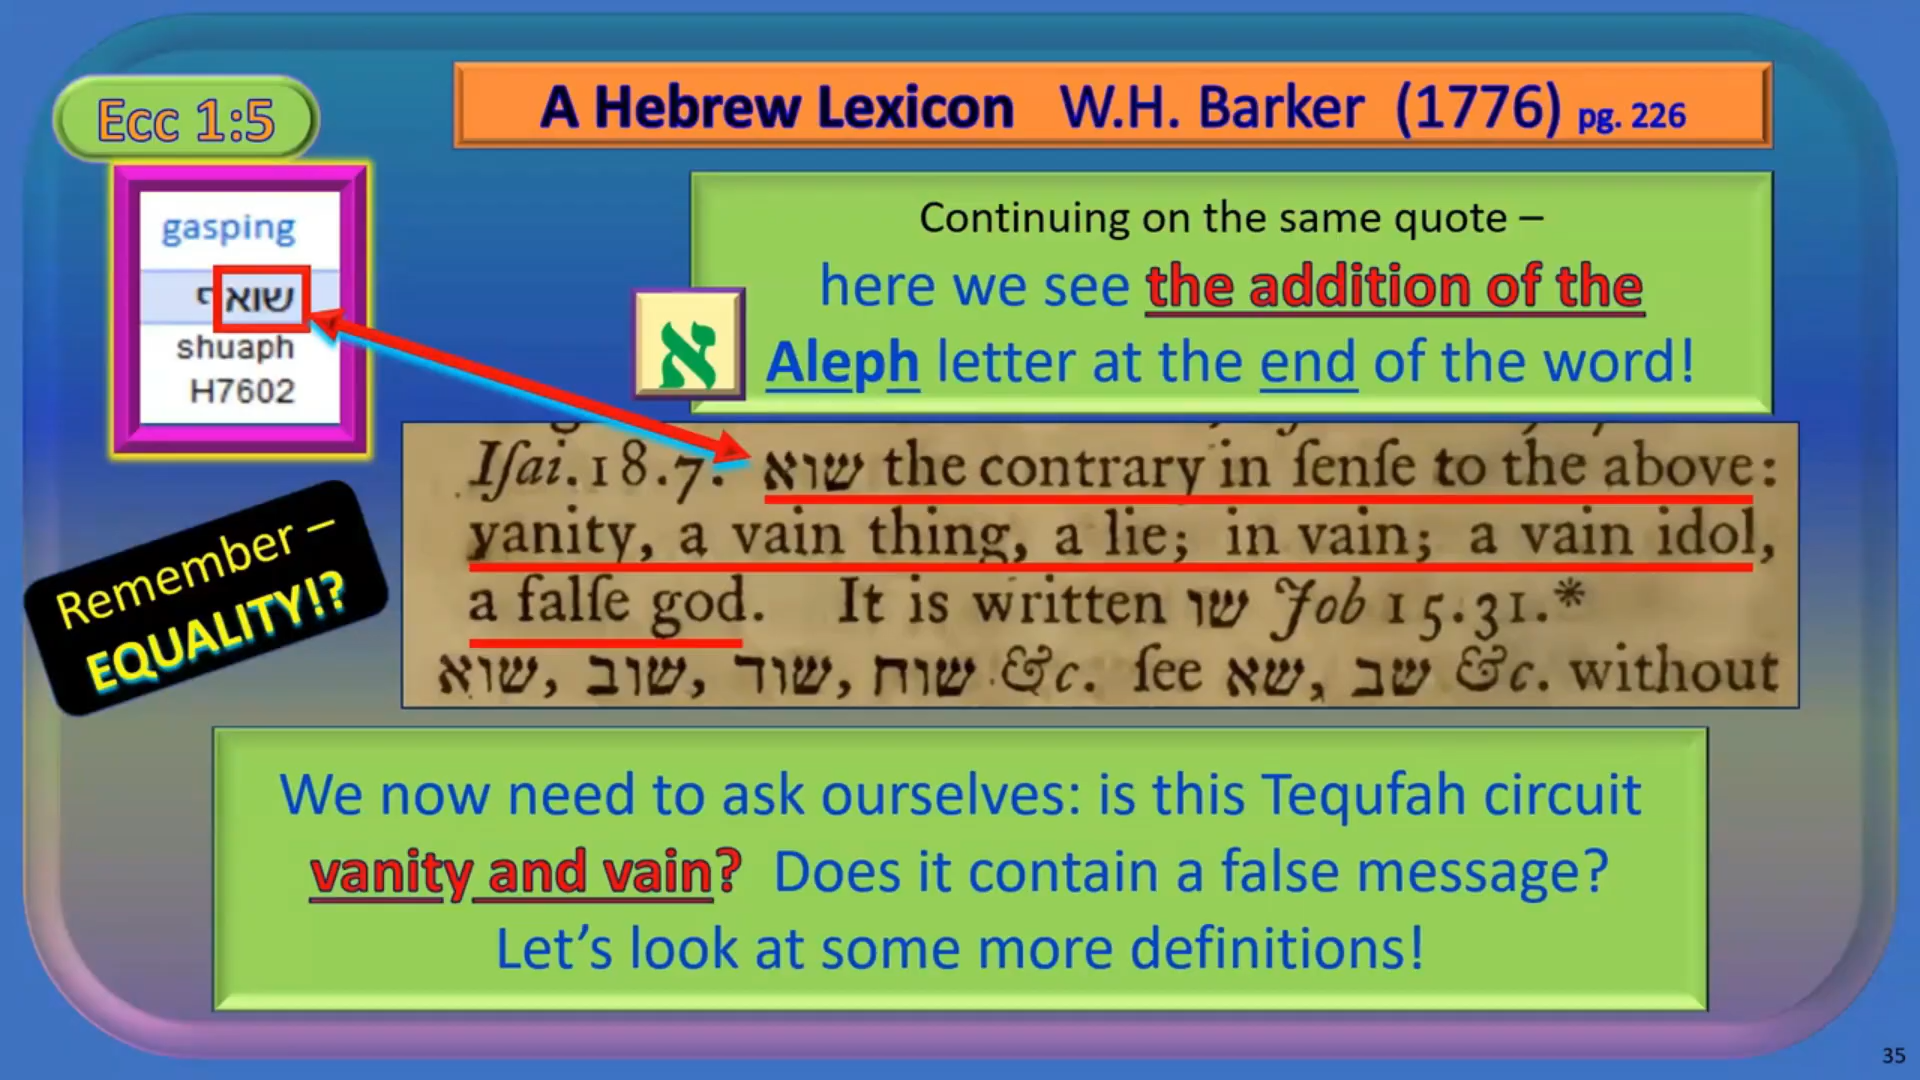 Ecc 1:5
A Hebrew Lexicon W.H. Barker (1776) pg. 226
gasping
שואף
shuaph
H7602
Continuing on the same quote –
here we see the addition of the
א
Aleph letter at the end of the word!
Iſai. 18.7. שוא the contrary in ſenſe to the above:
vanity, a vain thing, a lie; in vain; a vain idol,
a falſe god. It is written שו Job 15.31.*
שוא, שוב, שוד, שוח &c. ſee שא, שב &c. without
Remember –
EQUALITY!?
We now need to ask ourselves: is this Tequfah circuit
vanity and vain? Does it contain a false message?
Let’s look at some more definitions!
35